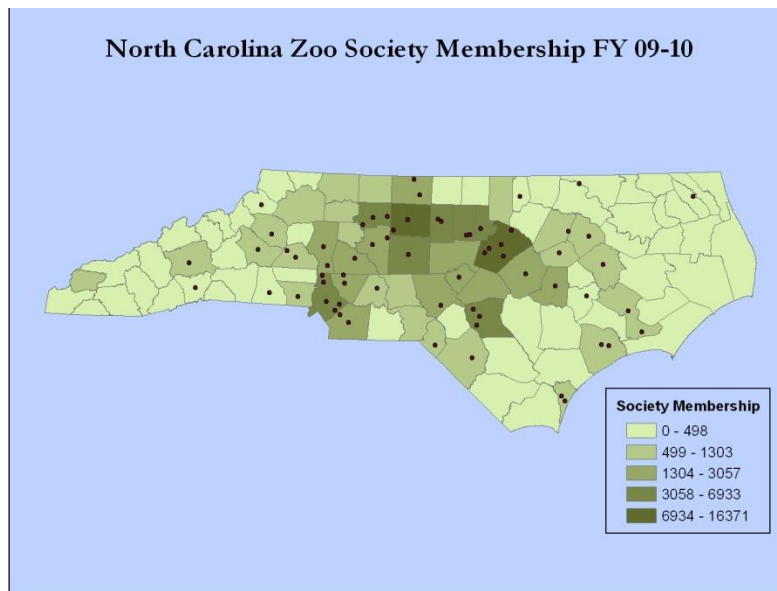 North Carolina Zoo Society Membership FY 09-10
Society Membership
0 - 498
499 - 1303
1304 - 3057
3058 - 6933
6934 - 16371